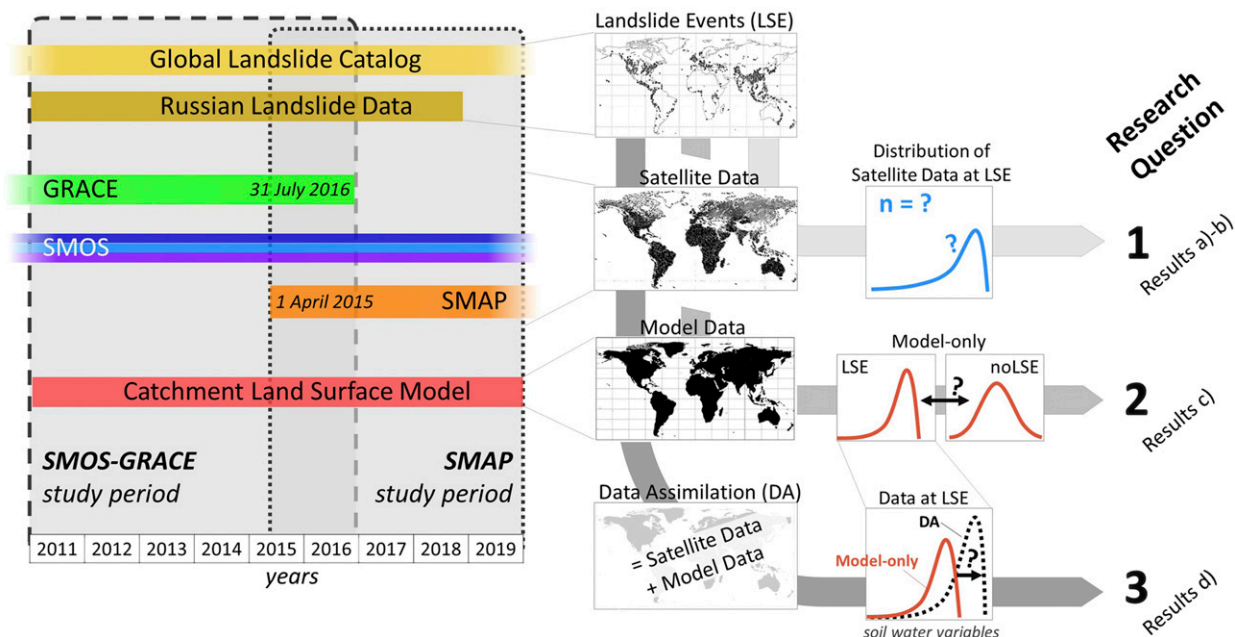 Global Landslide Catalog
Russian Landslide Data
GRACE
31 July 2016
SMOS
1 April 2015
SMAP
Catchment Land Surface Model
SMOS-GRACE
study period
SMAP
study period
2011 2012 2013 2014 2015 2016 2017 2018 2019
years
Landslide Events (LSE)
Satellite Data
Model Data
Data Assimilation (DA)
= Satellite Data
+ Model Data
Distribution of
Satellite Data at LSE
n = ?
?
Model-only
LSE
?
noLSE
Data at LSE
DA
Model-only
?
soil water variables
Research
Question
1
Results a)-b)
2
Results c)
3
Results d)